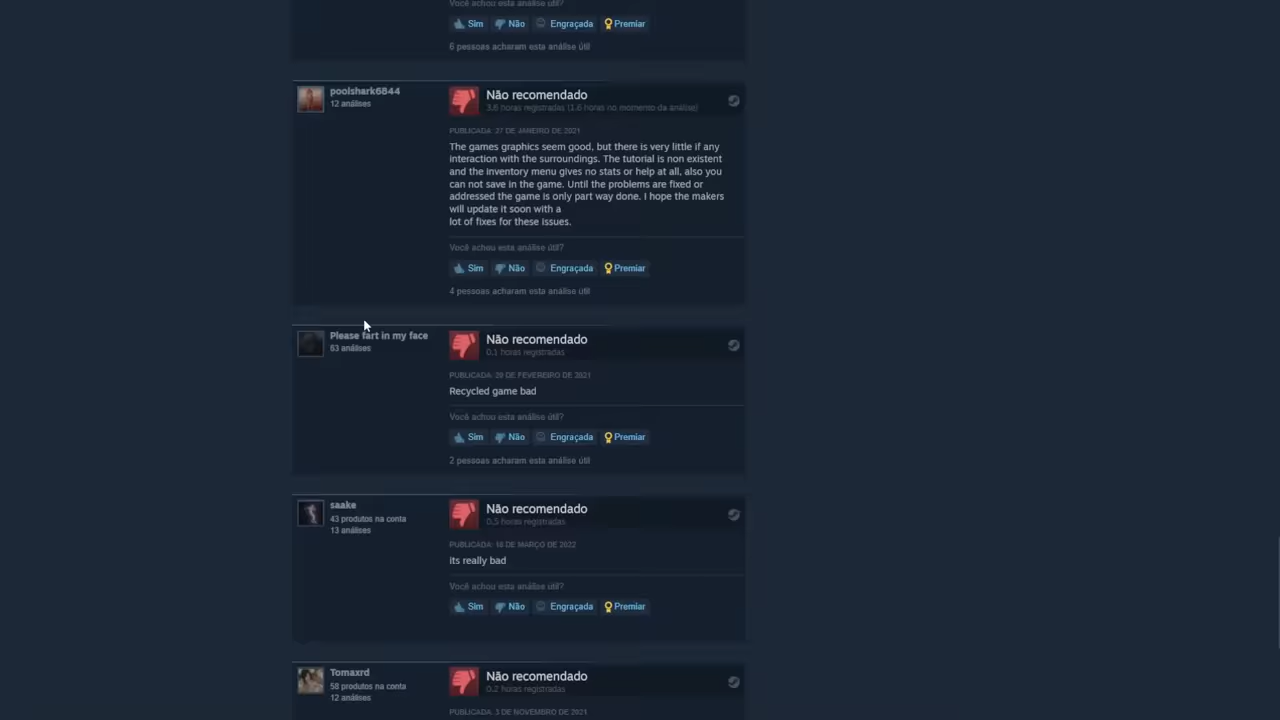 Você achou esta análise útil?
Sim Não Engraçada Premiar
6 pessoas acharam esta análise útil
poolshark6844
12 análises
Não recomendado
3.6 horas registradas (1.6 horas no momento da análise)
PUBLICADA: 27 DE JANEIRO DE 2021
The games graphics seem good, but there is very little if any
interaction with the surroundings. The tutorial is non existent
and the inventory menu gives no stats or help at all, also you
can not save in the game. Until the problems are fixed or
addressed the game is only part way done. I hope the makers
will update it soon with a
lot of fixes for these issues.
Você achou esta análise útil?
Sim Não Engraçada Premiar
4 pessoas acharam esta análise útil
Please fart in my face
63 análises
Não recomendado
0.1 horas registradas
PUBLICADA: 20 DE FEVEREIRO DE 2021
Recycled game bad
Você achou esta análise útil?
Sim Não Engraçada Premiar
2 pessoas acharam esta análise útil
saake
43 produtos na conta
13 análises
Não recomendado
0.5 horas registradas
PUBLICADA: 18 DE MARÇO DE 2022
its really bad
Você achou esta análise útil?
Sim Não Engraçada Premiar
Tomaxrd
58 produtos na conta
12 análises
Não recomendado
0.2 horas registradas
PUBLICADA: 3 DE NOVEMBRO DE 2021